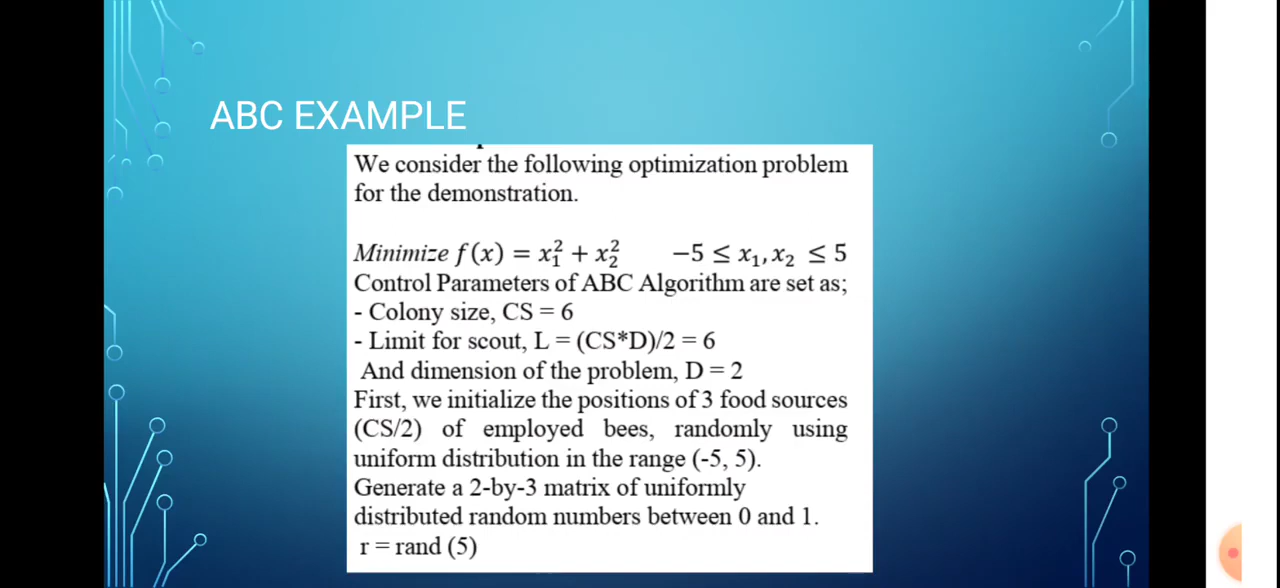 ABC EXAMPLE
We consider the following optimization problem
for the demonstration.
Minimize f(x) = x₁² + x₂² −5 ≤ x₁, x₂ ≤ 5
Control Parameters of ABC Algorithm are set as;
- Colony size, CS = 6
- Limit for scout, L = (CS*D)/2 = 6
And dimension of the problem, D = 2
First, we initialize the positions of 3 food sources
(CS/2) of employed bees, randomly using
uniform distribution in the range (-5, 5).
Generate a 2-by-3 matrix of uniformly
distributed random numbers between 0 and 1.
r = rand (5)